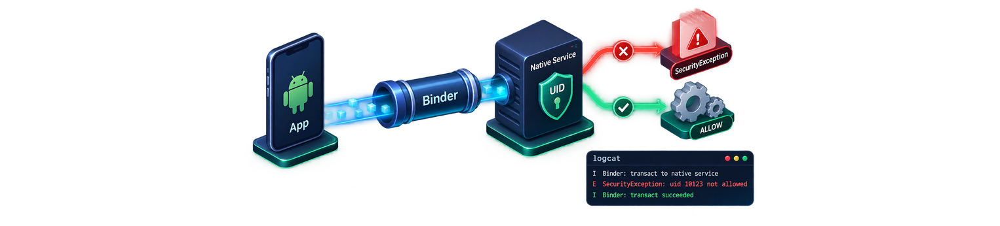 App
Binder
Native Service
UID
SecurityException
ALLOW
logcat
I Binder: transact to native service
E SecurityException: uid 10123 not allowed
I Binder: transact succeeded